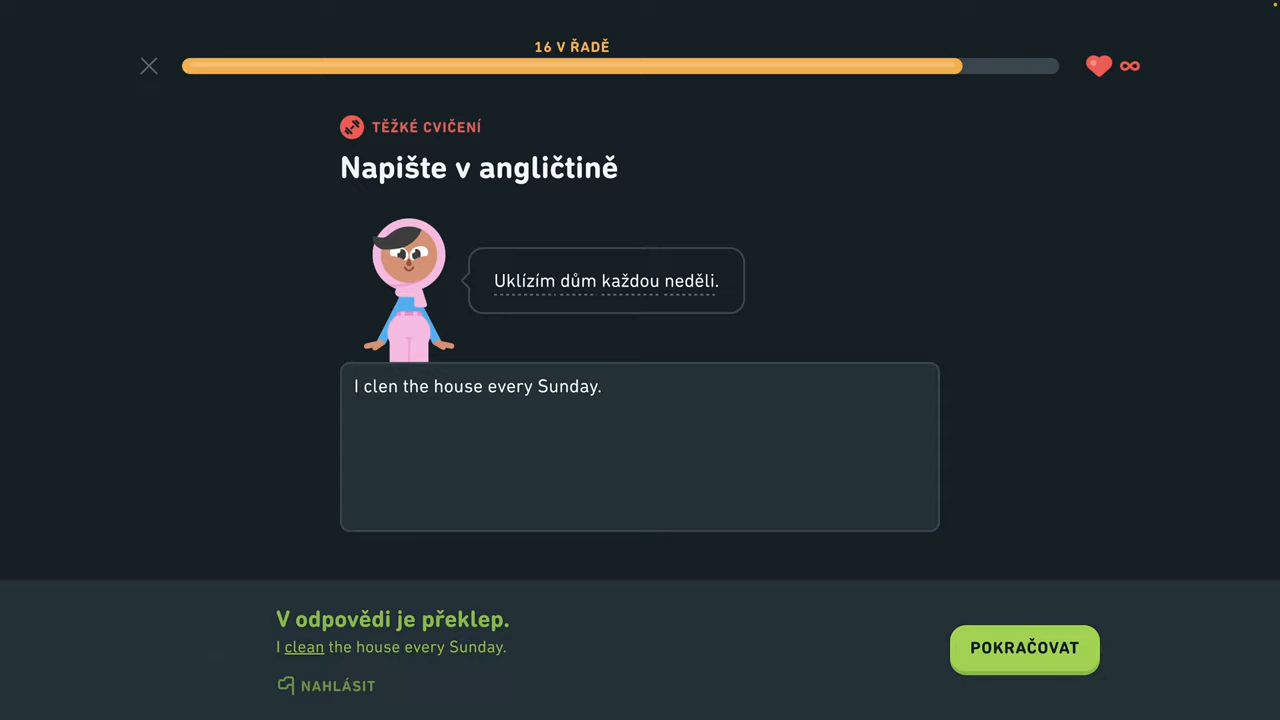 16 V ŘADĚ
TĚŽKÉ CVIČENÍ
Napište v angličtině
Uklízím dům každou neděli.
I clen the house every Sunday.
V odpovědi je překlep.
I clean the house every Sunday.
NAHLÁSIT
POKRAČOVAT